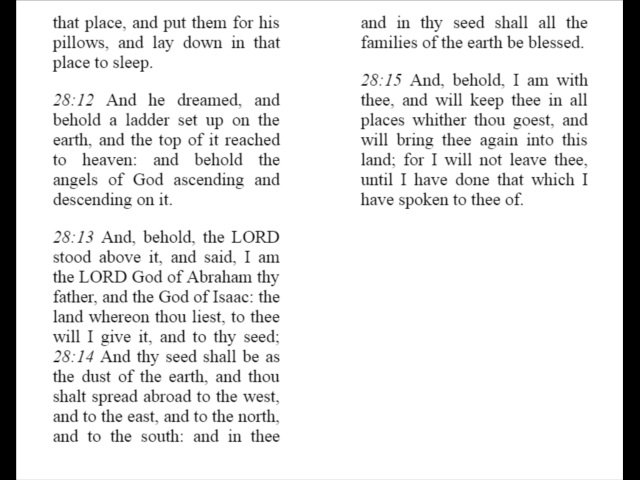 that place, and put them for his
pillows, and lay down in that
place to sleep.
28:12 And he dreamed, and
behold a ladder set up on the
earth, and the top of it reached
to heaven: and behold the
angels of God ascending and
descending on it.
28:13 And, behold, the LORD
stood above it, and said, I am
the LORD God of Abraham thy
father, and the God of Isaac: the
land whereon thou liest, to thee
will I give it, and to thy seed;
28:14 And thy seed shall be as
the dust of the earth, and thou
shalt spread abroad to the west,
and to the east, and to the north,
and to the south: and in thee
and in thy seed shall all the
families of the earth be blessed.
28:15 And, behold, I am with
thee, and will keep thee in all
places whither thou goest, and
will bring thee again into this
land; for I will not leave thee,
until I have done that which I
have spoken to thee of.